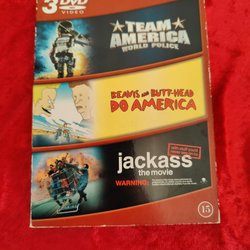 3 DVD
VIDEO
TEAM
AMERICA
WORLD POLICE
BEAVIS AND BUTT-HEAD
DO AMERICA
jackass
the movie
WARNING:
15